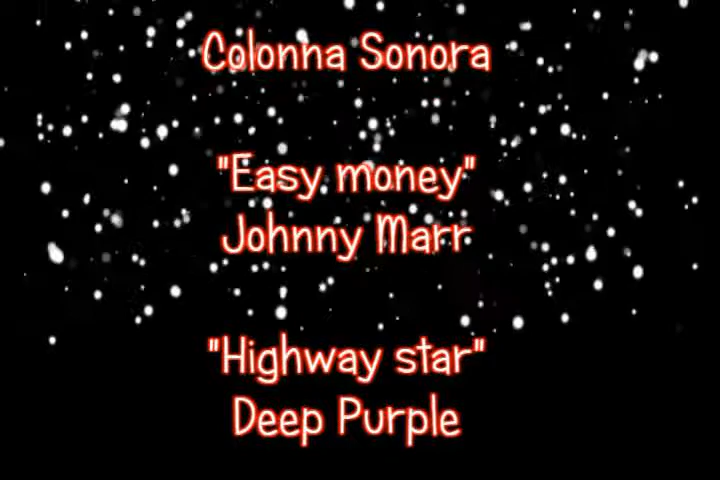 Colonna Sonora
"Easy money"
Johnny Marr
"Highway star"
Deep Purple